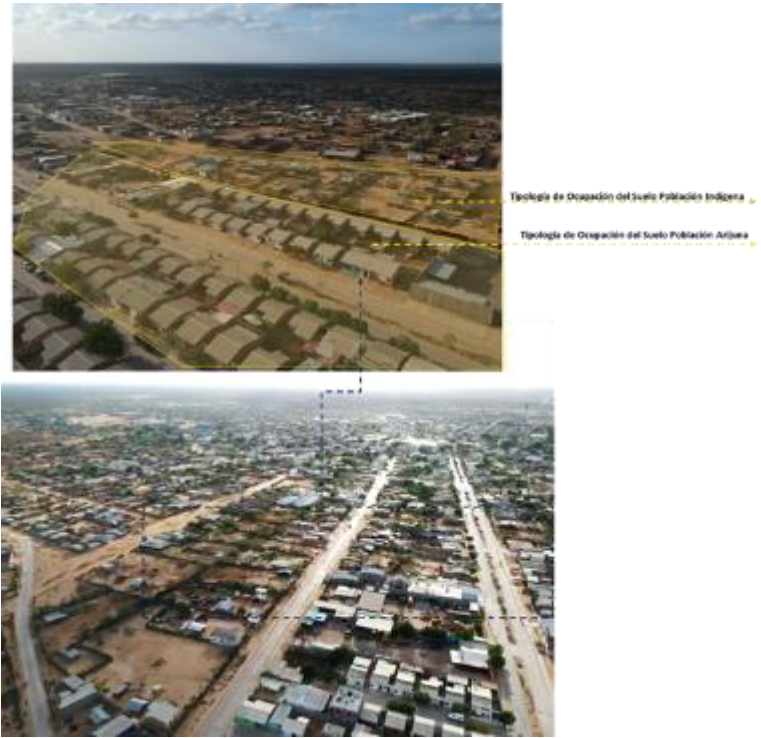 Tipología de Ocupación del Suelo Población Indígena
Tipología de Ocupación del Suelo Población Arijuna